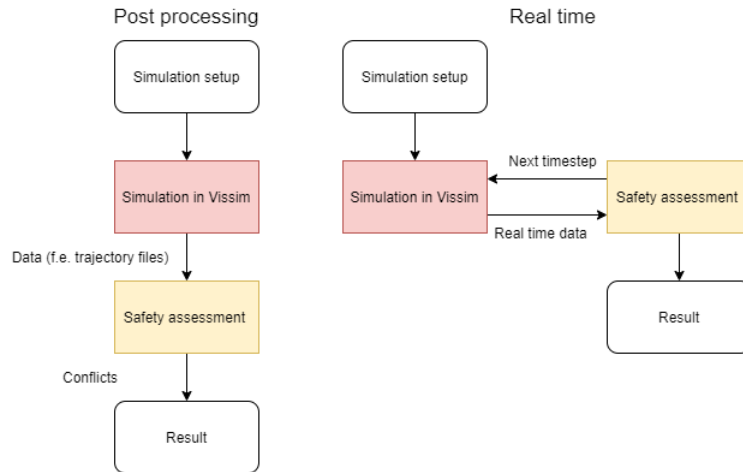 Post processing
Simulation setup
Simulation in Vissim
Data (f.e. trajectory files)
Safety assessment
Conflicts
Result
Real time
Simulation setup
Next timestep
Simulation in Vissim
Safety assessment
Real time data
Result